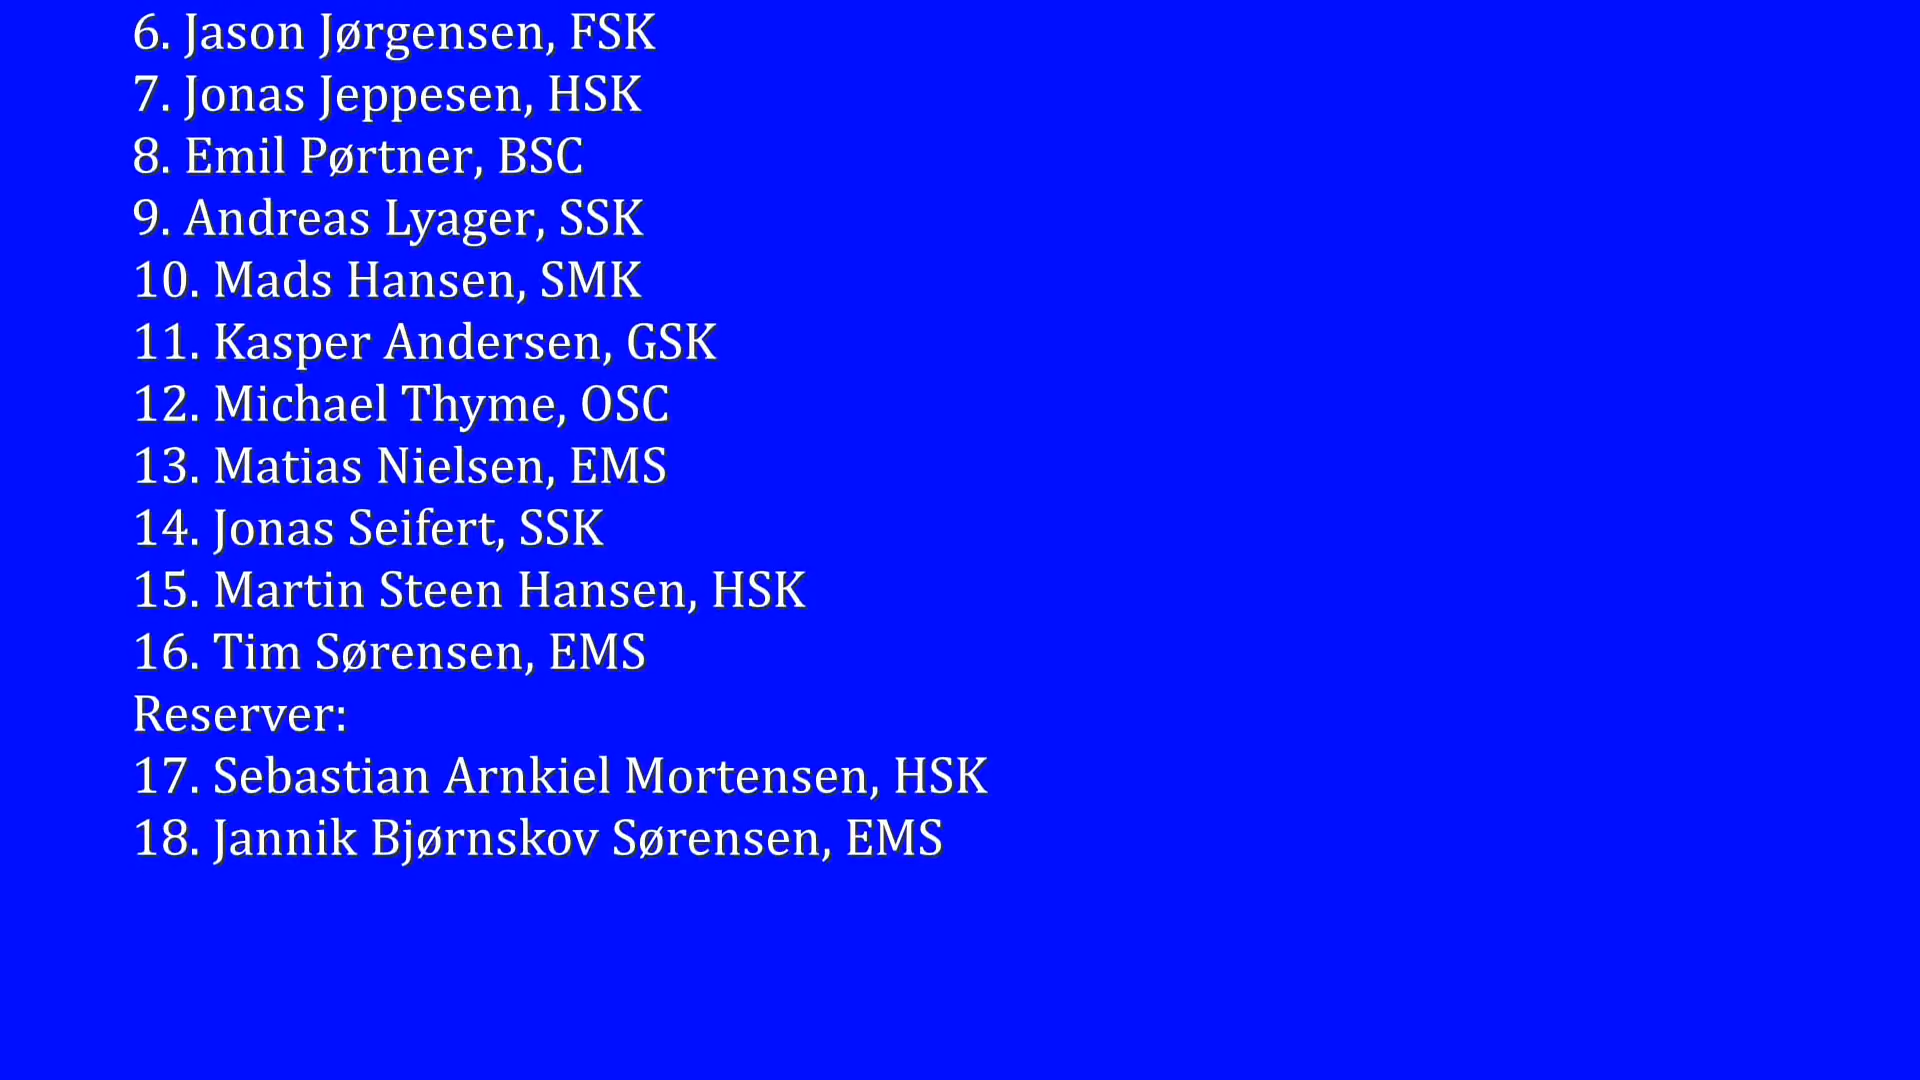 6. Jason Jørgensen, FSK
7. Jonas Jeppesen, HSK
8. Emil Pørtner, BSC
9. Andreas Lyager, SSK
10. Mads Hansen, SMK
11. Kasper Andersen, GSK
12. Michael Thyme, OSC
13. Matias Nielsen, EMS
14. Jonas Seifert, SSK
15. Martin Steen Hansen, HSK
16. Tim Sørensen, EMS
Reserver:
17. Sebastian Arnkiel Mortensen, HSK
18. Jannik Bjørnskov Sørensen, EMS